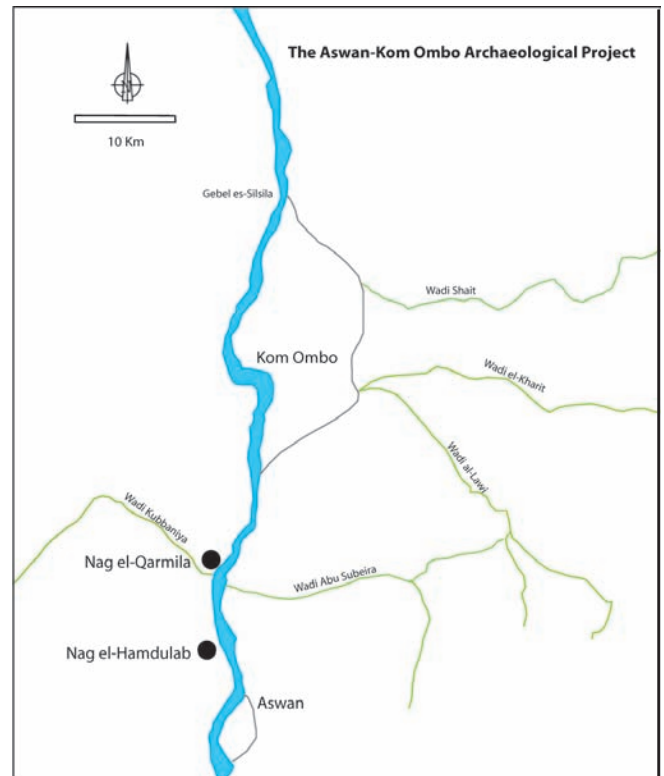 The Aswan-Kom Ombo Archaeological Project
10 Km
Gebel es-Silsila
Wadi Shait
Kom Ombo
Wadi el-Kharit
Wadi al-Lawi
Wadi Kubbaniya
Nag el-Qarmila
Wadi Abu Subeira
Nag el-Hamdulab
Aswan